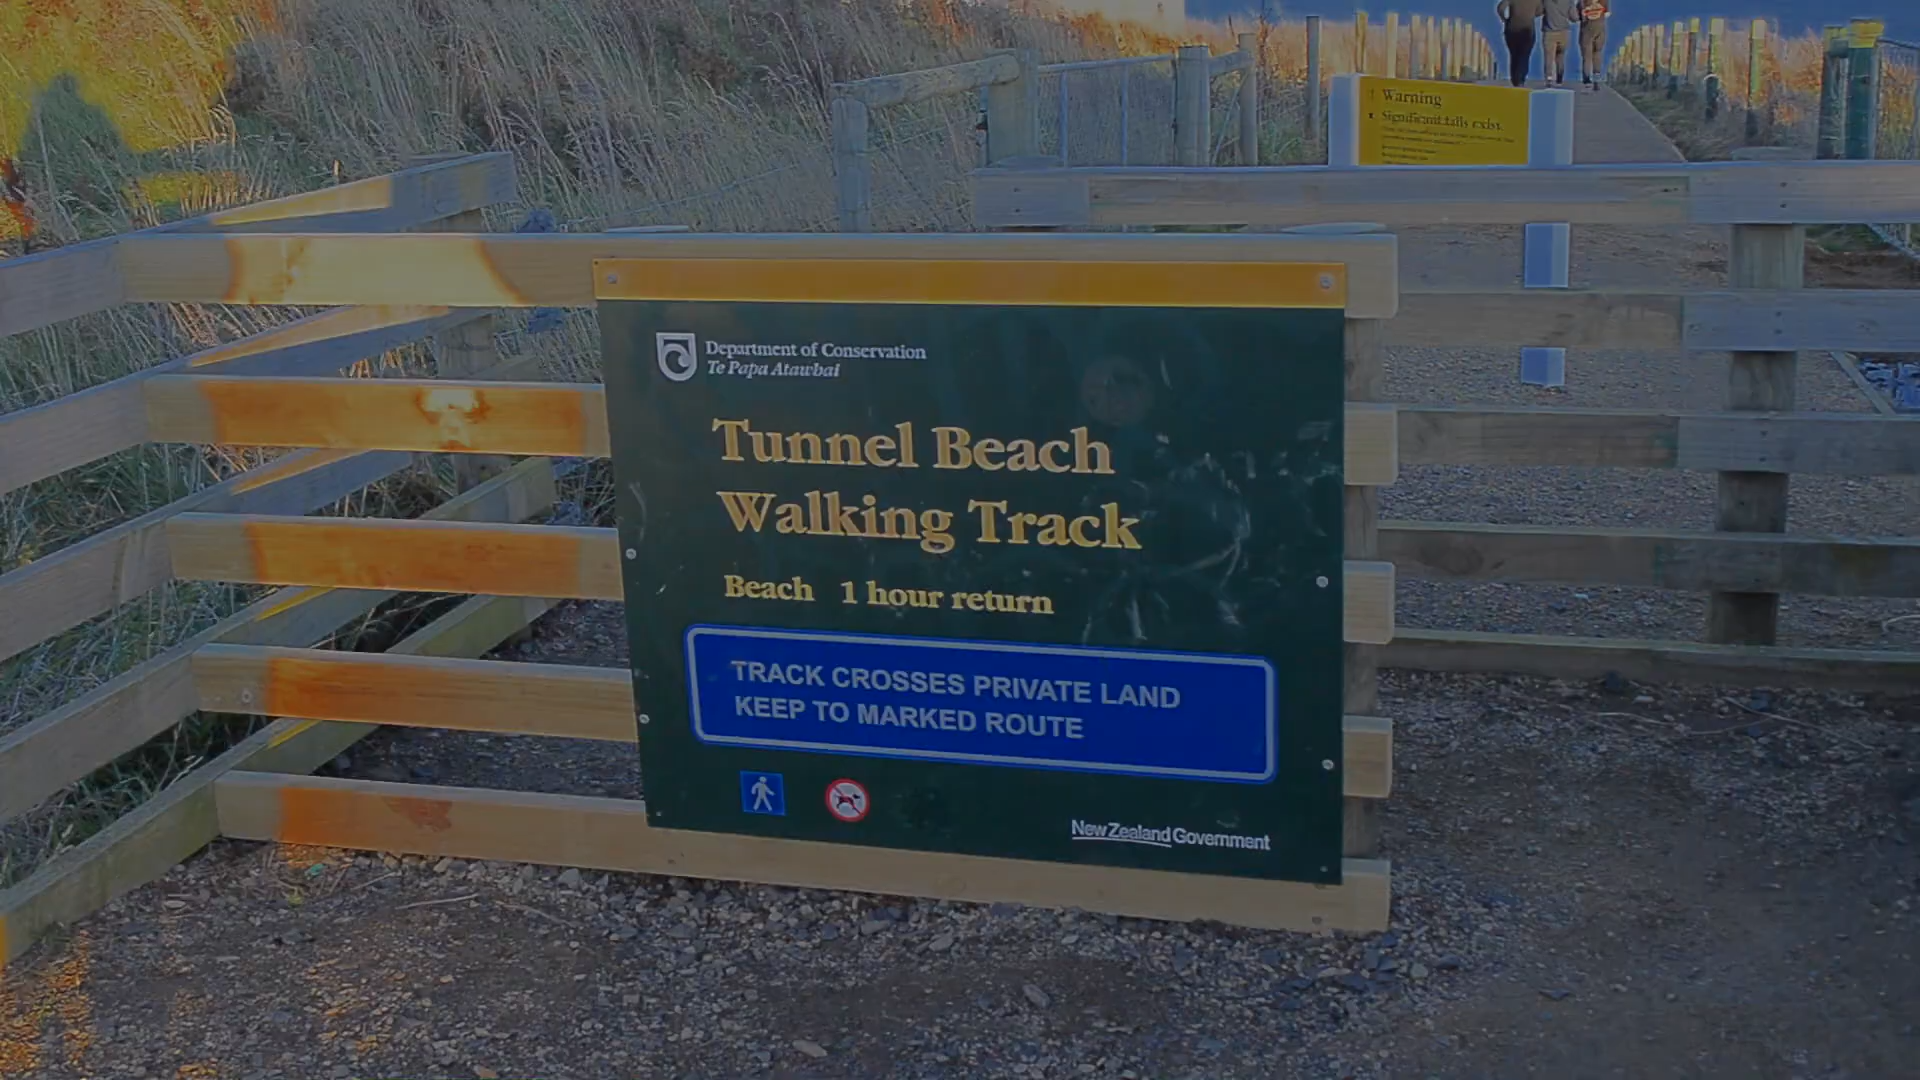 Warning
Significant falls exist.
Department of Conservation
Te Papa Atawhai
Tunnel Beach
Walking Track
Beach 1 hour return
TRACK CROSSES PRIVATE LAND
KEEP TO MARKED ROUTE
New Zealand Government